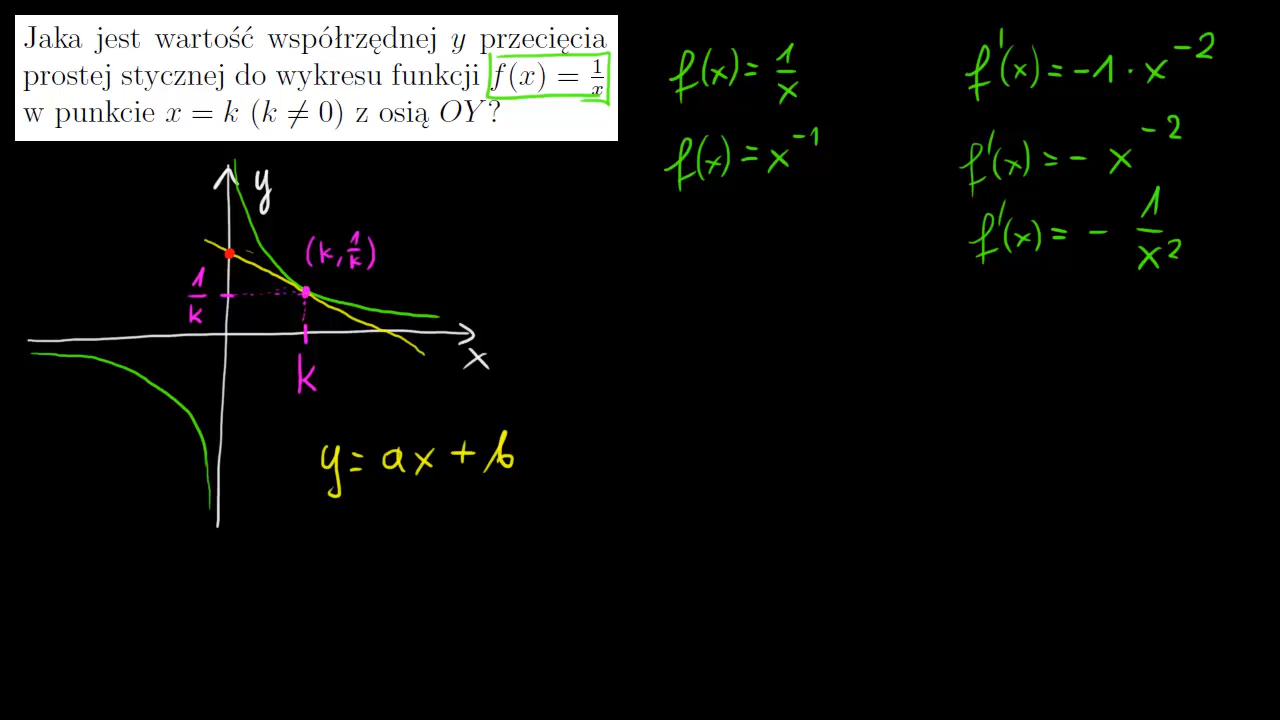 Jaka jest wartość współrzędnej y przecięcia
prostej stycznej do wykresu funkcji f(x) = 1/x
w punkcie x = k (k ≠ 0) z osią OY?
f(x) = 1/x
f(x) = x^-1
f'(x) = -1 · x^-2
f'(x) = - x^-2
f'(x) = - 1/x^2
y
(k, 1/k)
1/k
x
k
y = ax + b